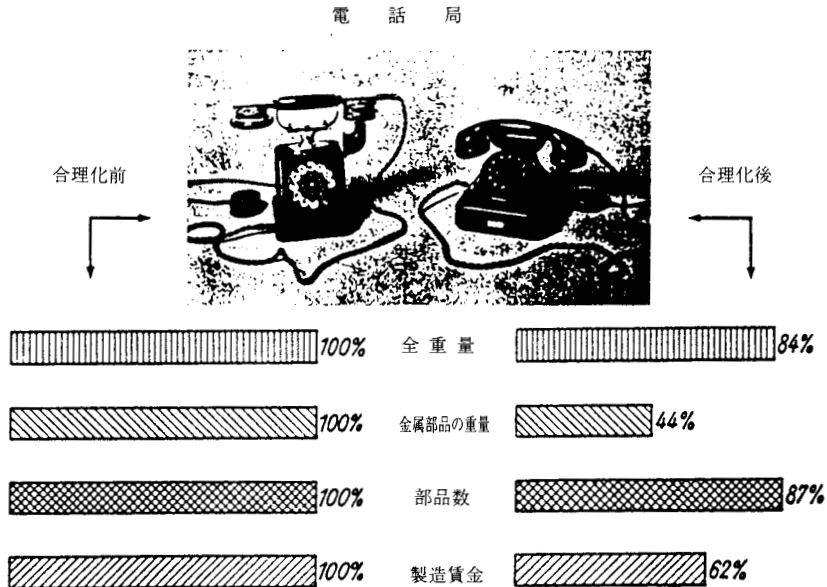 電話局
合理化前
合理化後
100% 全重量 84%
100% 金属部品の重量 44%
100% 部品数 87%
100% 製造賃金 62%